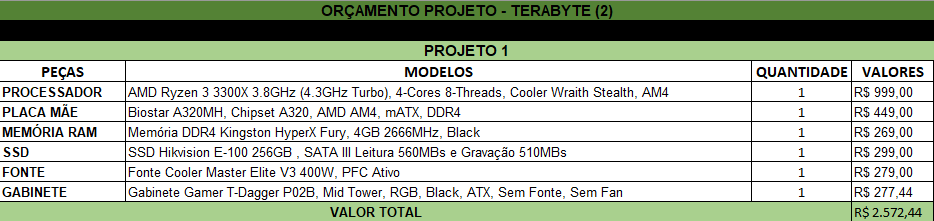 ORÇAMENTO PROJETO - TERABYTE (2)
PROJETO 1
PEÇAS MODELOS QUANTIDADE VALORES
PROCESSADOR AMD Ryzen 3 3300X 3.8GHz (4.3GHz Turbo), 4-Cores 8-Threads, Cooler Wraith Stealth, AM4 1 R$ 999,00
PLACA MÃE Biostar A320MH, Chipset A320, AMD AM4, mATX, DDR4 1 R$ 449,00
MEMÓRIA RAM Memória DDR4 Kingston HyperX Fury, 4GB 2666MHz, Black 1 R$ 269,00
SSD SSD Hikvision E-100 256GB , SATA III Leitura 560MBs e Gravação 510MBs 1 R$ 299,00
FONTE Fonte Cooler Master Elite V3 400W, PFC Ativo 1 R$ 279,00
GABINETE Gabinete Gamer T-Dagger P02B, Mid Tower, RGB, Black, ATX, Sem Fonte, Sem Fan 1 R$ 277,44
VALOR TOTAL R$ 2.572,44